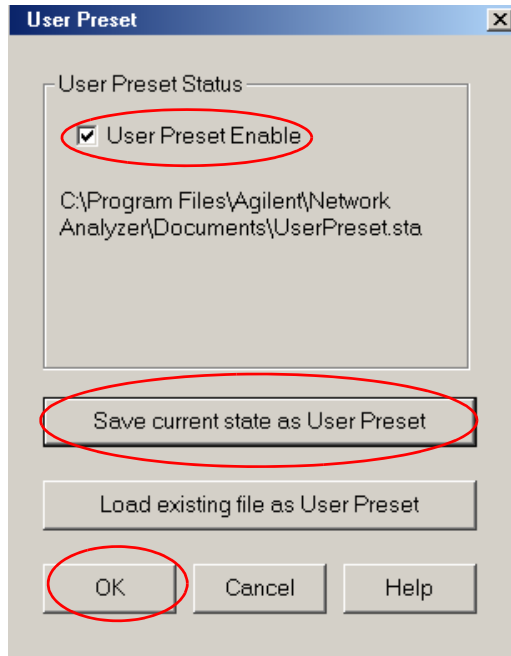 User Preset
User Preset Status
User Preset Enable
C:\Program Files\Agilent\Network
Analyzer\Documents\UserPreset.sta
Save current state as User Preset
Load existing file as User Preset
OK Cancel Help